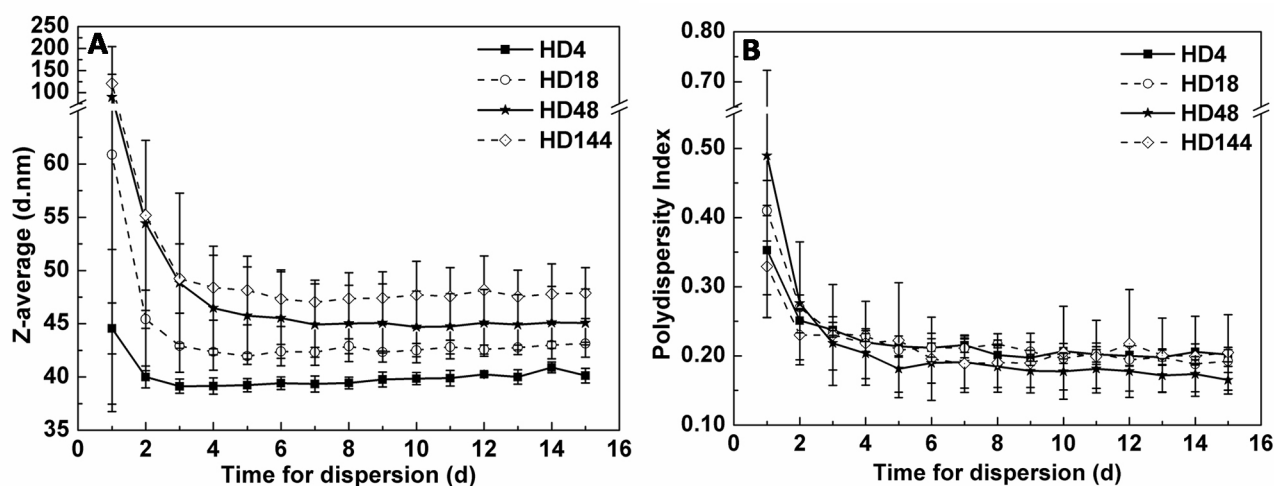 A
250
200
150
100
60
55
50
45
40
35
0 2 4 6 8 10 12 14 16
Z-average (d.nm)
Time for dispersion (d)
HD4
HD18
HD48
HD144
B
0.80
0.70
0.50
0.40
0.30
0.20
0.10
0 2 4 6 8 10 12 14 16
Polydispersity Index
Time for dispersion (d)
HD4
HD18
HD48
HD144